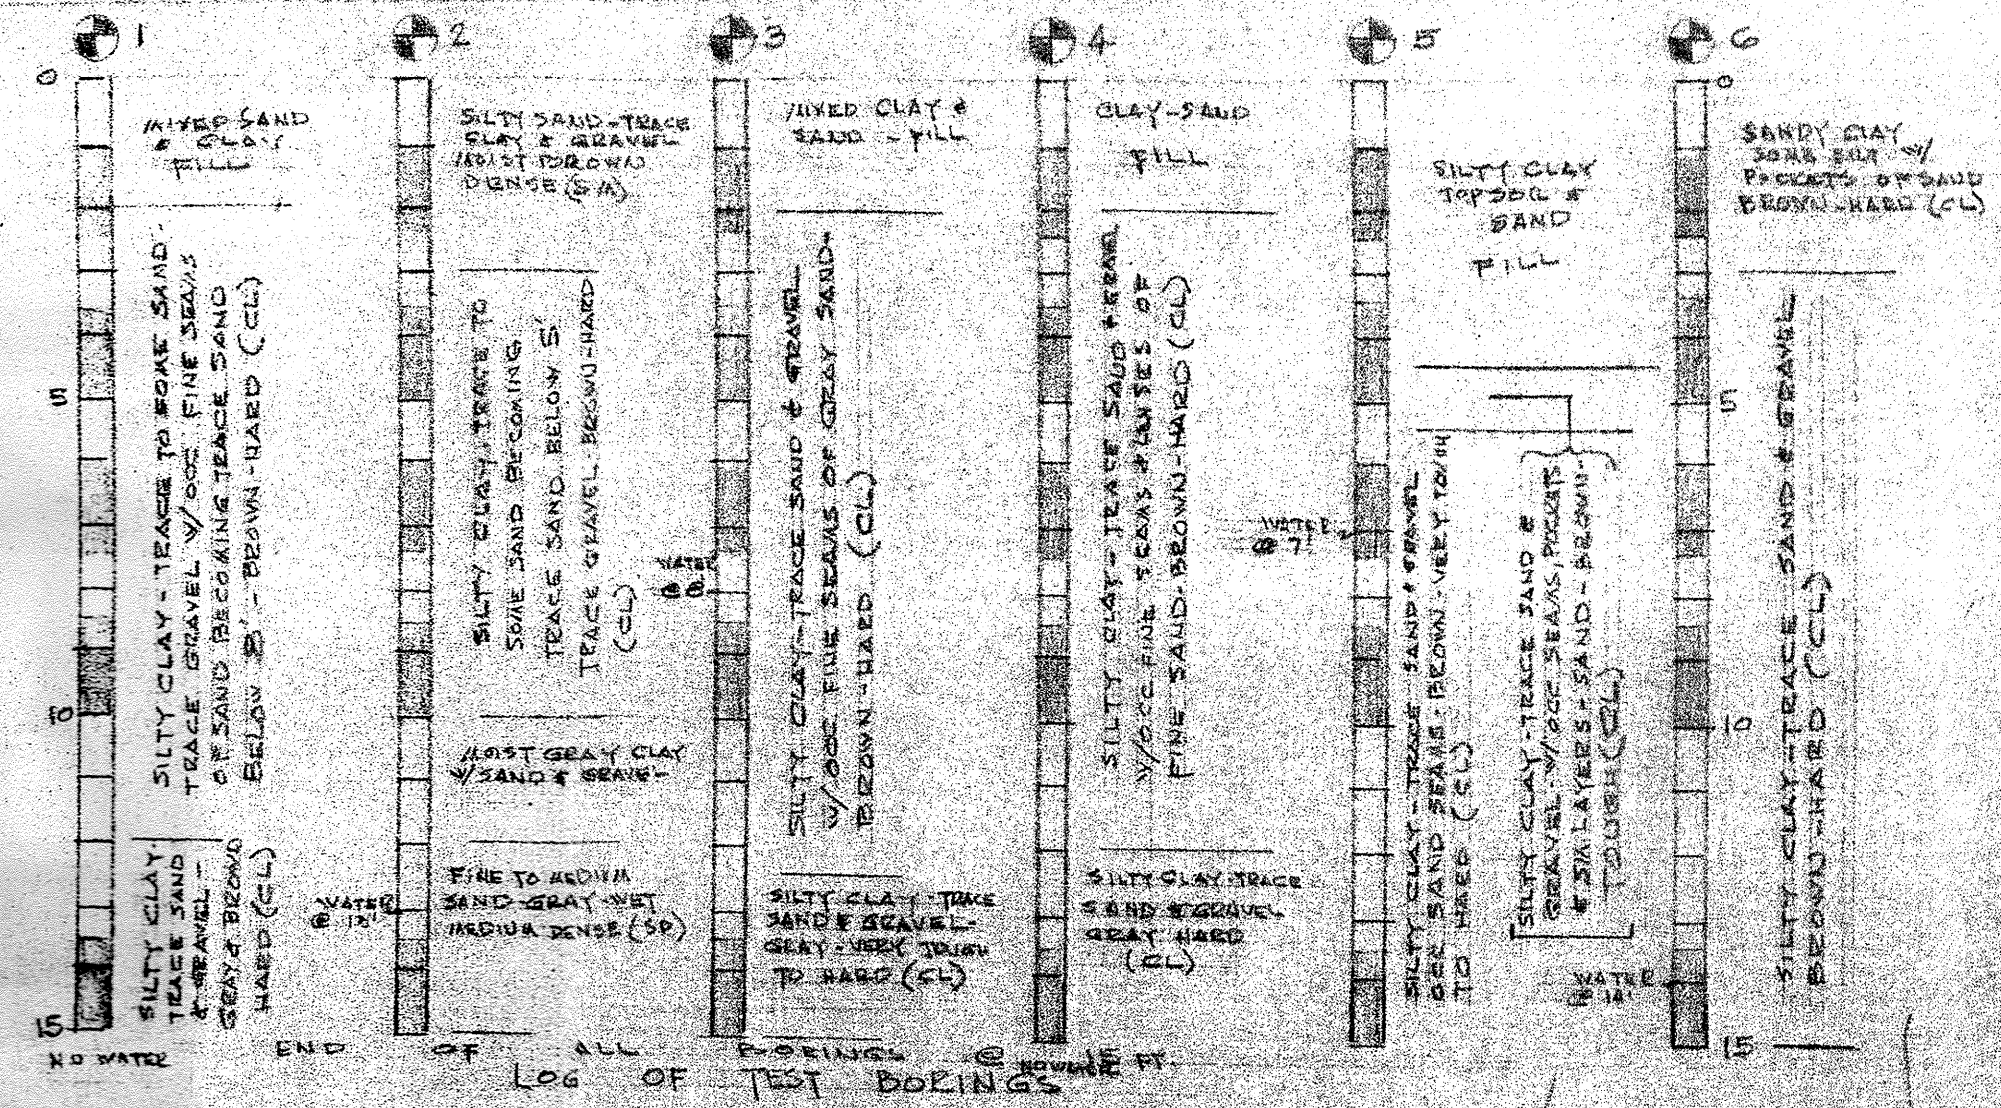 1
2
3
4
5
6
0
5
10
15
MIXED SAND
& CLAY
FILL
SILTY CLAY - TRACE TO SOME SAND -
TRACE GRAVEL W/OCC FINE SEAMS
OF SAND BECOMING TRACE SAND
BELOW 8' - BROWN - HARD (CL)
SILTY CLAY
TRACE SAND
& GRAVEL -
GRAY & BROWN
HARD (CL)
NO WATER
SILTY SAND - TRACE
CLAY & GRAVEL
MOIST BROWN
DENSE (SM)
SILTY CLAY, TRACE TO
SOME SAND BECOMING
TRACE SAND BELOW 5'
TRACE GRAVEL - BROWN - HARD
(CL)
MOIST GRAY CLAY
W/SAND & GRAVEL
WATER
@ 13'
FINE TO MEDIUM
SAND - GRAY - WET
MEDIUM DENSE (SP)
MIXED CLAY &
SAND - FILL
SILTY CLAY - TRACE SAND & GRAVEL
W/OCC FINE SEAMS OF GRAY SAND -
BROWN - HARD (CL)
WATER
@ 8'
SILTY CLAY - TRACE
SAND & GRAVEL -
GRAY - VERY TOUGH
TO HARD (CL)
CLAY - SAND
FILL
SILTY CLAY - TRACE SAND & GRAVEL
W/OCC FINE SEAMS & LENSES OF
FINE SAND - BROWN - HARD (CL)
SILTY CLAY - TRACE
SAND & GRAVEL
GRAY HARD
(CL)
SILTY CLAY
TOPSOIL &
SAND
FILL
WATER
@ 7'
SILTY CLAY - TRACE SAND & GRAVEL
OCC SAND SEAMS - BROWN - VERY TOUGH
TO HARD (CL)
SILTY CLAY - TRACE SAND &
GRAVEL - W/OCC SEAMS, POCKETS
& SM LAYERS - SAND - BROWN -
TOUGH (CL)
0
5
10
15
SANDY CLAY
SOME SILT W/
POCKETS OF SAND
BROWN - HARD (CL)
SILTY CLAY - TRACE SAND & GRAVEL
BROWN - HARD (CL)
WATER
@ 14'
END OF ALL BORINGS @ 15 FT.
LOG OF TEST BORINGS